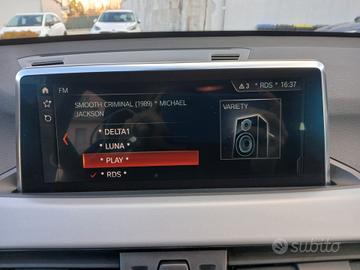 FM
3 * RDS * 16:37
SMOOTH CRIMINAL (1989) * MICHAEL
JACKSON
VARIETY
* DELTA1
* LUNA *
* PLAY *
* RDS *
subito